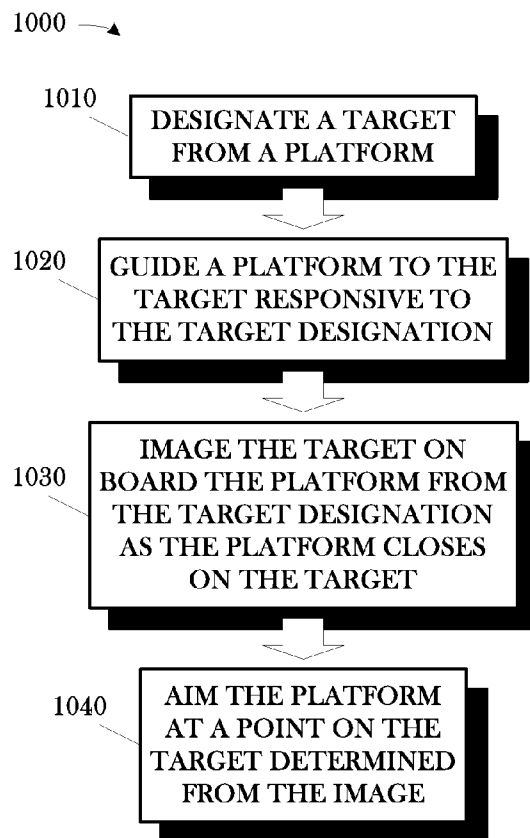 1000
1010
DESIGNATE A TARGET
FROM A PLATFORM
1020
GUIDE A PLATFORM TO THE
TARGET RESPONSIVE TO
THE TARGET DESIGNATION
1030
IMAGE THE TARGET ON
BOARD THE PLATFORM FROM
THE TARGET DESIGNATION
AS THE PLATFORM CLOSES
ON THE TARGET
1040
AIM THE PLATFORM
AT A POINT ON THE
TARGET DETERMINED
FROM THE IMAGE